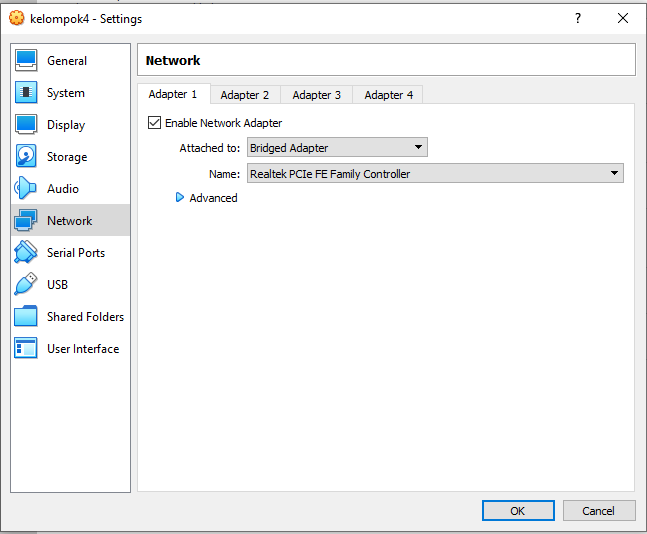 kelompok4 - Settings
?
General
System
Display
Storage
Audio
Network
Serial Ports
USB
Shared Folders
User Interface
Network
Adapter 1
Adapter 2
Adapter 3
Adapter 4
Enable Network Adapter
Attached to: Bridged Adapter
Name: Realtek PCIe FE Family Controller
Advanced
OK
Cancel